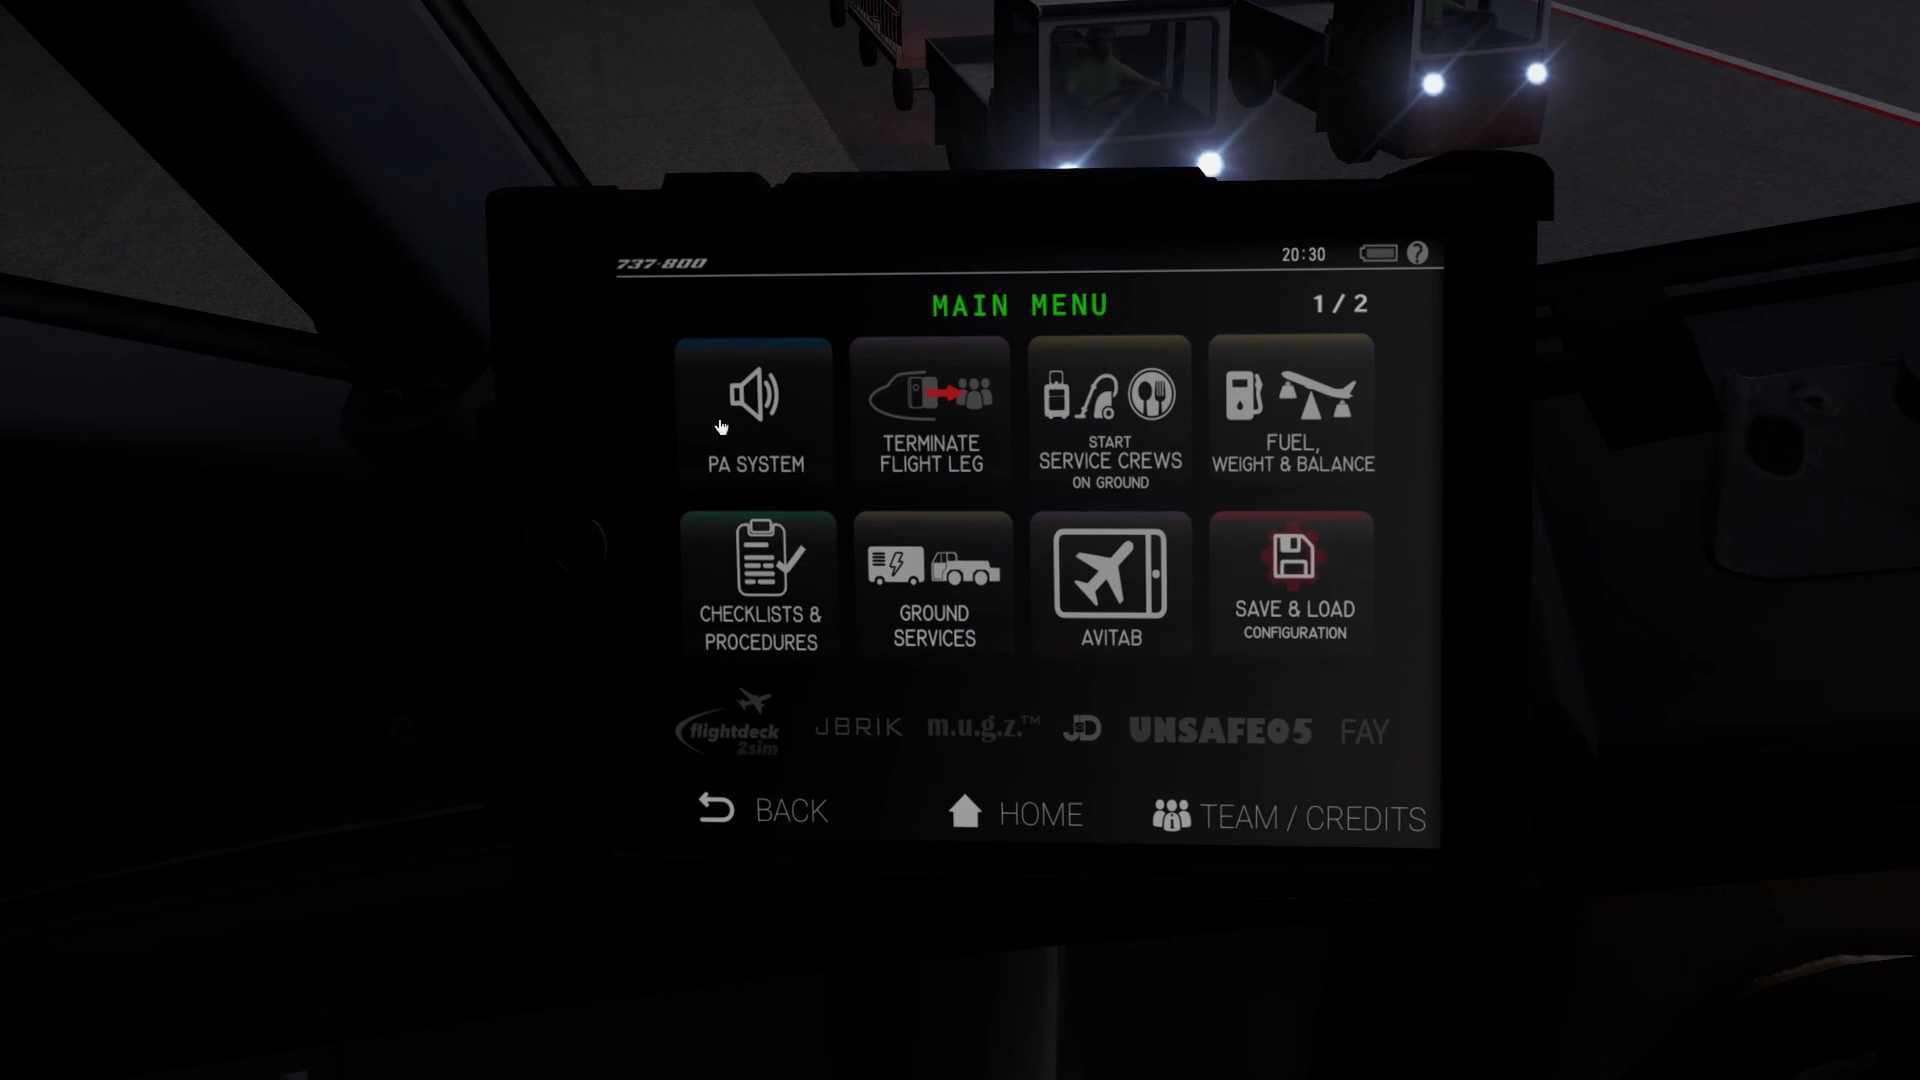 737-800
20:30
?
MAIN MENU
1 / 2
PA SYSTEM
TERMINATE
FLIGHT LEG
START
SERVICE CREWS
ON GROUND
FUEL,
WEIGHT & BALANCE
CHECKLISTS &
PROCEDURES
GROUND
SERVICES
AVITAB
SAVE & LOAD
CONFIGURATION
flightdeck
2sim
JBRIK
m.u.g.z.™
JD
UNSAFE05
FAY
BACK
HOME
TEAM / CREDITS